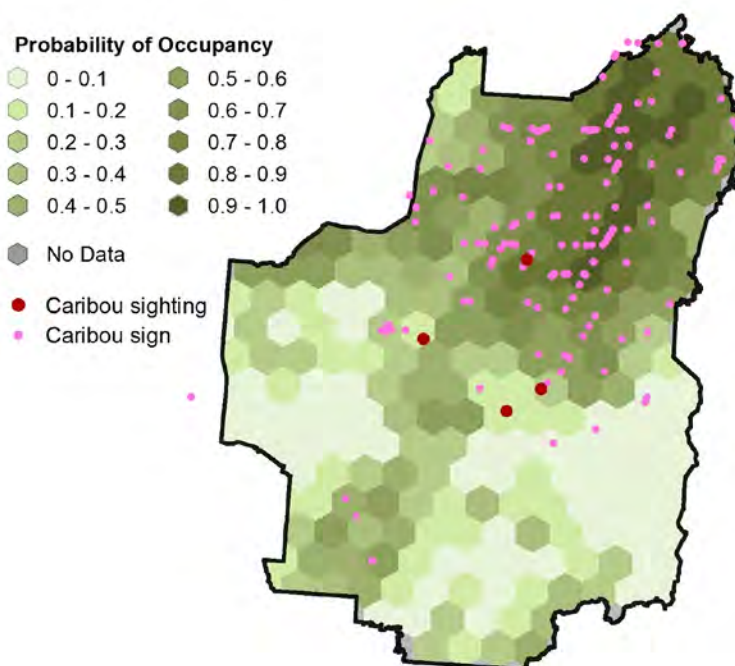 Probability of Occupancy
0 - 0.1
0.1 - 0.2
0.2 - 0.3
0.3 - 0.4
0.4 - 0.5
0.5 - 0.6
0.6 - 0.7
0.7 - 0.8
0.8 - 0.9
0.9 - 1.0
No Data
Caribou sighting
Caribou sign